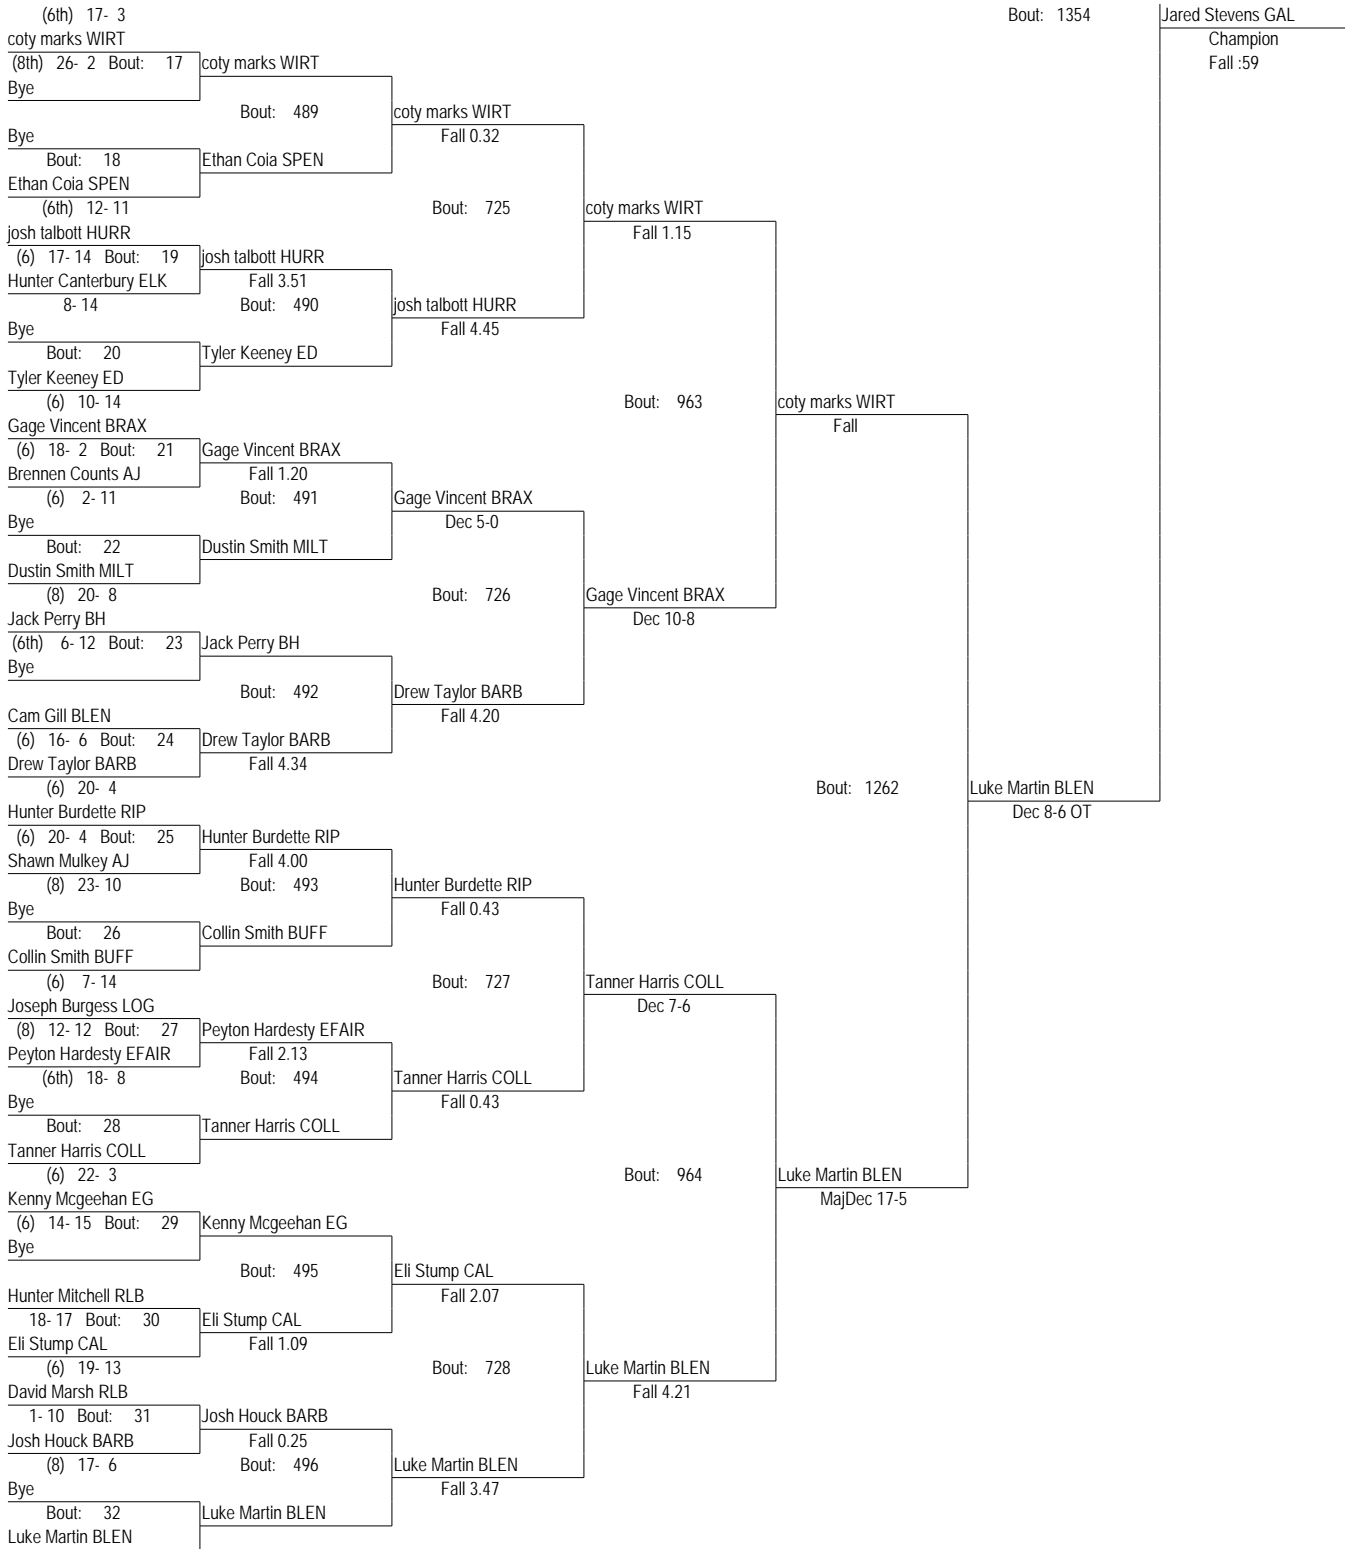 (6th) 17- 3 Bout: 1354 Jared Stevens GAL
coty marks WIRT Champion
(8th) 26- 2 Bout: 17 coty marks WIRT Fall :59
Bye
Bout: 489 coty marks WIRT
Bye Fall 0.32
Bout: 18 Ethan Coia SPEN
Ethan Coia SPEN
(6th) 12- 11 Bout: 725 coty marks WIRT
josh talbott HURR Fall 1.15
(6) 17- 14 Bout: 19 josh talbott HURR
Hunter Canterbury ELK Fall 3.51
8- 14 Bout: 490 josh talbott HURR
Bye Fall 4.45
Bout: 20 Tyler Keeney ED
Tyler Keeney ED
(6) 10- 14 Bout: 963 coty marks WIRT
Gage Vincent BRAX Fall
(6) 18- 2 Bout: 21 Gage Vincent BRAX
Brennen Counts AJ Fall 1.20
(6) 2- 11 Bout: 491 Gage Vincent BRAX
Bye Dec 5-0
Bout: 22 Dustin Smith MILT
Dustin Smith MILT
(8) 20- 8 Bout: 726 Gage Vincent BRAX
Jack Perry BH Dec 10-8
(6th) 6- 12 Bout: 23 Jack Perry BH
Bye
Bout: 492 Drew Taylor BARB
Cam Gill BLEN Fall 4.20
(6) 16- 6 Bout: 24 Drew Taylor BARB
Drew Taylor BARB Fall 4.34
(6) 20- 4 Bout: 1262 Luke Martin BLEN
Hunter Burdette RIP Dec 8-6 OT
(6) 20- 4 Bout: 25 Hunter Burdette RIP
Shawn Mulkey AJ Fall 4.00
(8) 23- 10 Bout: 493 Hunter Burdette RIP
Bye Fall 0.43
Bout: 26 Collin Smith BUFF
Collin Smith BUFF
(6) 7- 14 Bout: 727 Tanner Harris COLL
Joseph Burgess LOG Dec 7-6
(8) 12- 12 Bout: 27 Peyton Hardesty EFAIR
Peyton Hardesty EFAIR Fall 2.13
(6th) 18- 8 Bout: 494 Tanner Harris COLL
Bye Fall 0.43
Bout: 28 Tanner Harris COLL
Tanner Harris COLL
(6) 22- 3 Bout: 964 Luke Martin BLEN
Kenny Mcgeehan EG MajDec 17-5
(6) 14- 15 Bout: 29 Kenny Mcgeehan EG
Bye
Bout: 495 Eli Stump CAL
Hunter Mitchell RLB Fall 2.07
18- 17 Bout: 30 Eli Stump CAL
Eli Stump CAL Fall 1.09
(6) 19- 13 Bout: 728 Luke Martin BLEN
David Marsh RLB Fall 4.21
1- 10 Bout: 31 Josh Houck BARB
Josh Houck BARB Fall 0.25
(8) 17- 6 Bout: 496 Luke Martin BLEN
Bye Fall 3.47
Bout: 32 Luke Martin BLEN
Luke Martin BLEN